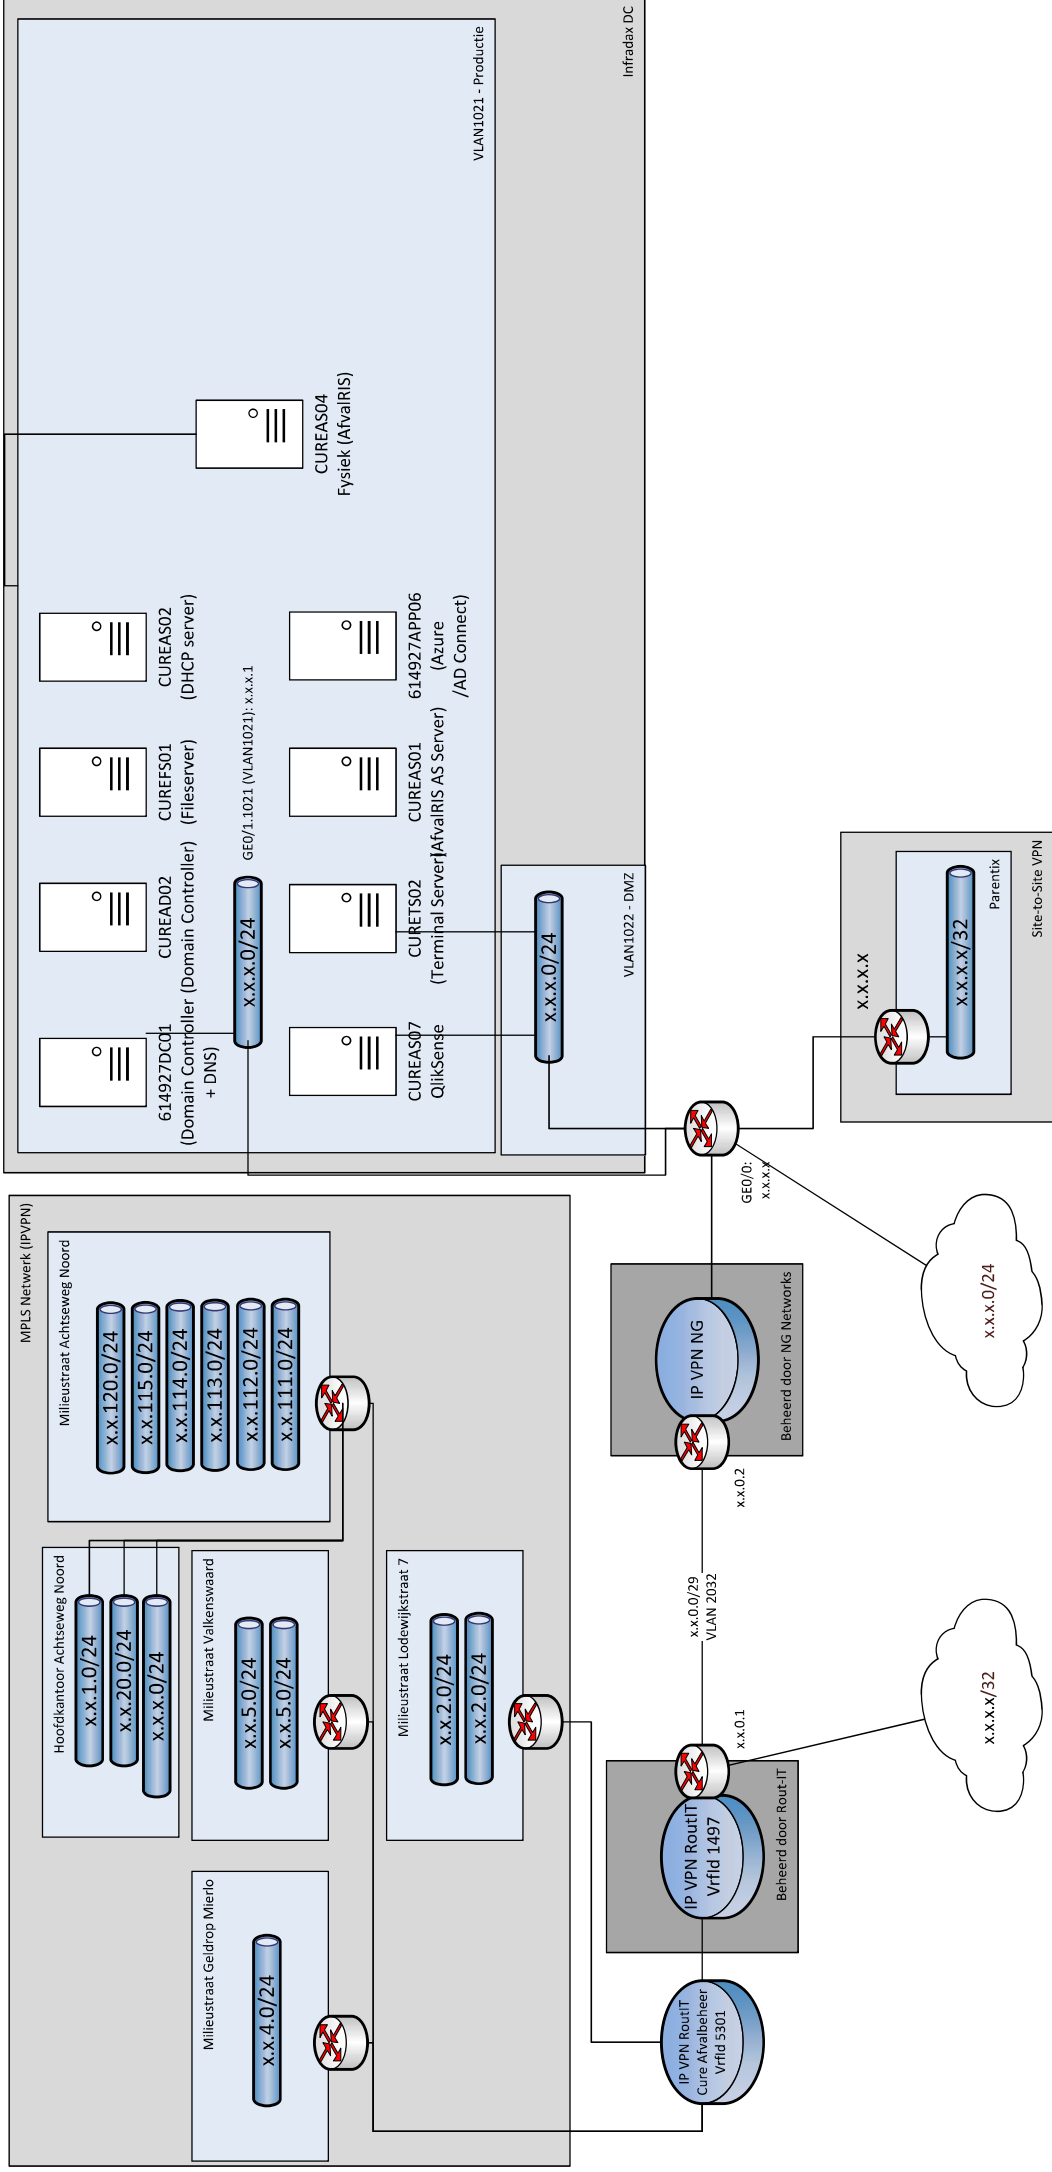 MPLS Netwerk (IPVPN)
Milieustraat Geldrop Mierlo
x.x.4.0/24
Hoofdkantoor Achtseweg Noord
x.x.1.0/24
x.x.20.0/24
x.x.x.0/24
Milieustraat Valkenswaard
x.x.5.0/24
x.x.5.0/24
Milieustraat Lodewijkstraat 7
x.x.2.0/24
x.x.2.0/24
Milieustraat Achtseweg Noord
x.x.120.0/24
x.x.115.0/24
x.x.114.0/24
x.x.113.0/24
x.x.112.0/24
x.x.111.0/24
Infradax DC
VLAN1021 - Productie
614927DC01
(Domain Controller
+ DNS)
CUREAD02
(Domain Controller)
CUREFS01
(Fileserver)
CUREAS02
(DHCP server)
x.x.x.0/24
GE0/1.1021 (VLAN1021): x.x.x.1
CUREAS07
QlikSense
CURETS02
(Terminal Server)
CUREAS01
(AfvalRIS AS Server)
614927APP06
(Azure
/AD Connect)
CUREAS04
Fysiek (AfvalRIS)
x.x.x.0/24
VLAN1022 - DMZ
IP VPN RoutIT
Cure Afvalbeheer
VrfId 5301
IP VPN RoutIT
VrfId 1497
Beheerd door Rout-IT
x.x.0.1
x.x.0.0/29
VLAN 2032
x.x.0.2
IP VPN NG
Beheerd door NG Networks
GE0/0:
x.x.x.x
x.x.x.x
x.x.x.x/32
Parentix
Site-to-Site VPN
x.x.x.x/32
x.x.x.0/24